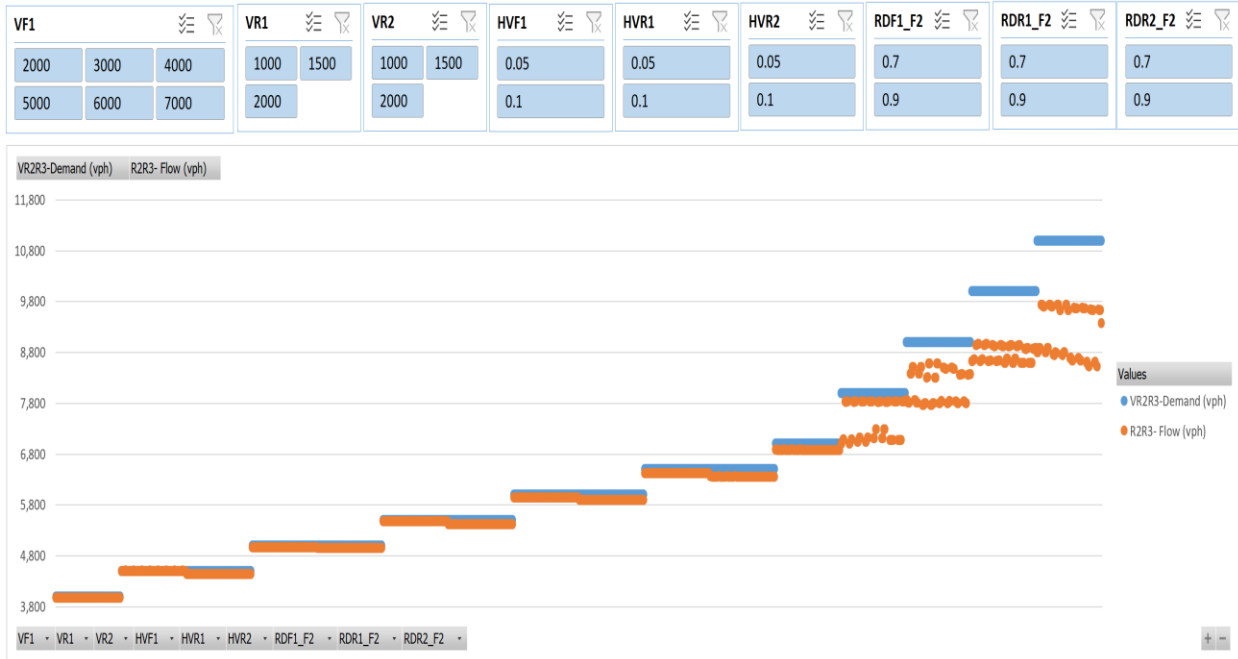 VF1 VR1 VR2 HVF1 HVR1 HVR2 RDF1_F2 RDR1_F2 RDR2_F2
2000 3000 4000 1000 1500 1000 1500 0.05 0.05 0.05 0.7 0.7 0.7
5000 6000 7000 2000 2000 0.1 0.1 0.1 0.9 0.9 0.9
VR2R3-Demand (vph) R2R3- Flow (vph)
11,800
10,800
9,800
8,800
7,800
6,800
5,800
4,800
3,800
Values
VR2R3-Demand (vph)
R2R3- Flow (vph)
VF1 VR1 VR2 HVF1 HVR1 HVR2 RDF1_F2 RDR1_F2 RDR2_F2
+ −